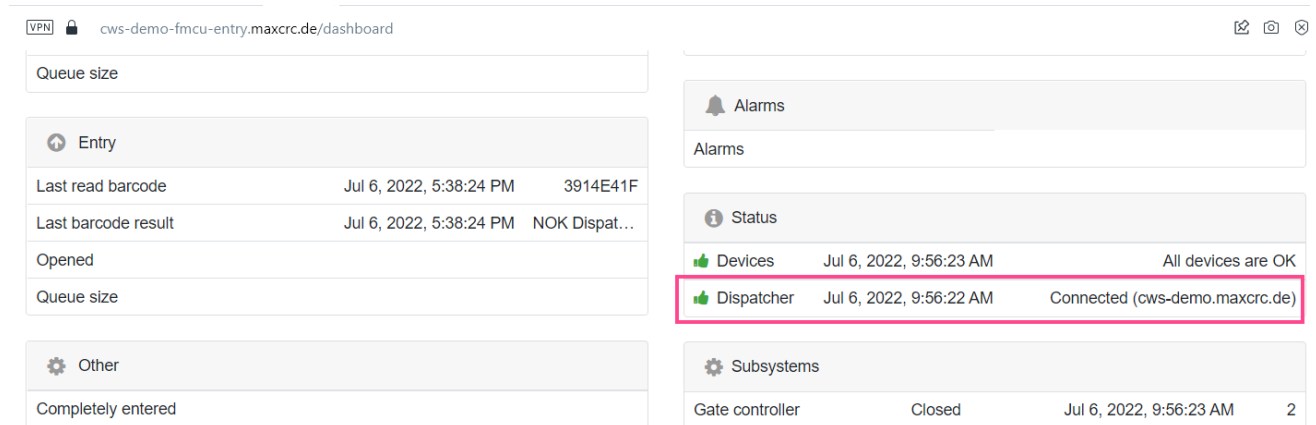 VPN cws-demo-fmcu-entry.maxcrc.de/dashboard
Queue size
Entry
Last read barcode Jul 6, 2022, 5:38:24 PM 3914E41F
Last barcode result Jul 6, 2022, 5:38:24 PM NOK Dispat...
Opened
Queue size
Other
Completely entered
Alarms
Alarms
Status
Devices Jul 6, 2022, 9:56:23 AM All devices are OK
Dispatcher Jul 6, 2022, 9:56:22 AM Connected (cws-demo.maxcrc.de)
Subsystems
Gate controller Closed Jul 6, 2022, 9:56:23 AM 2